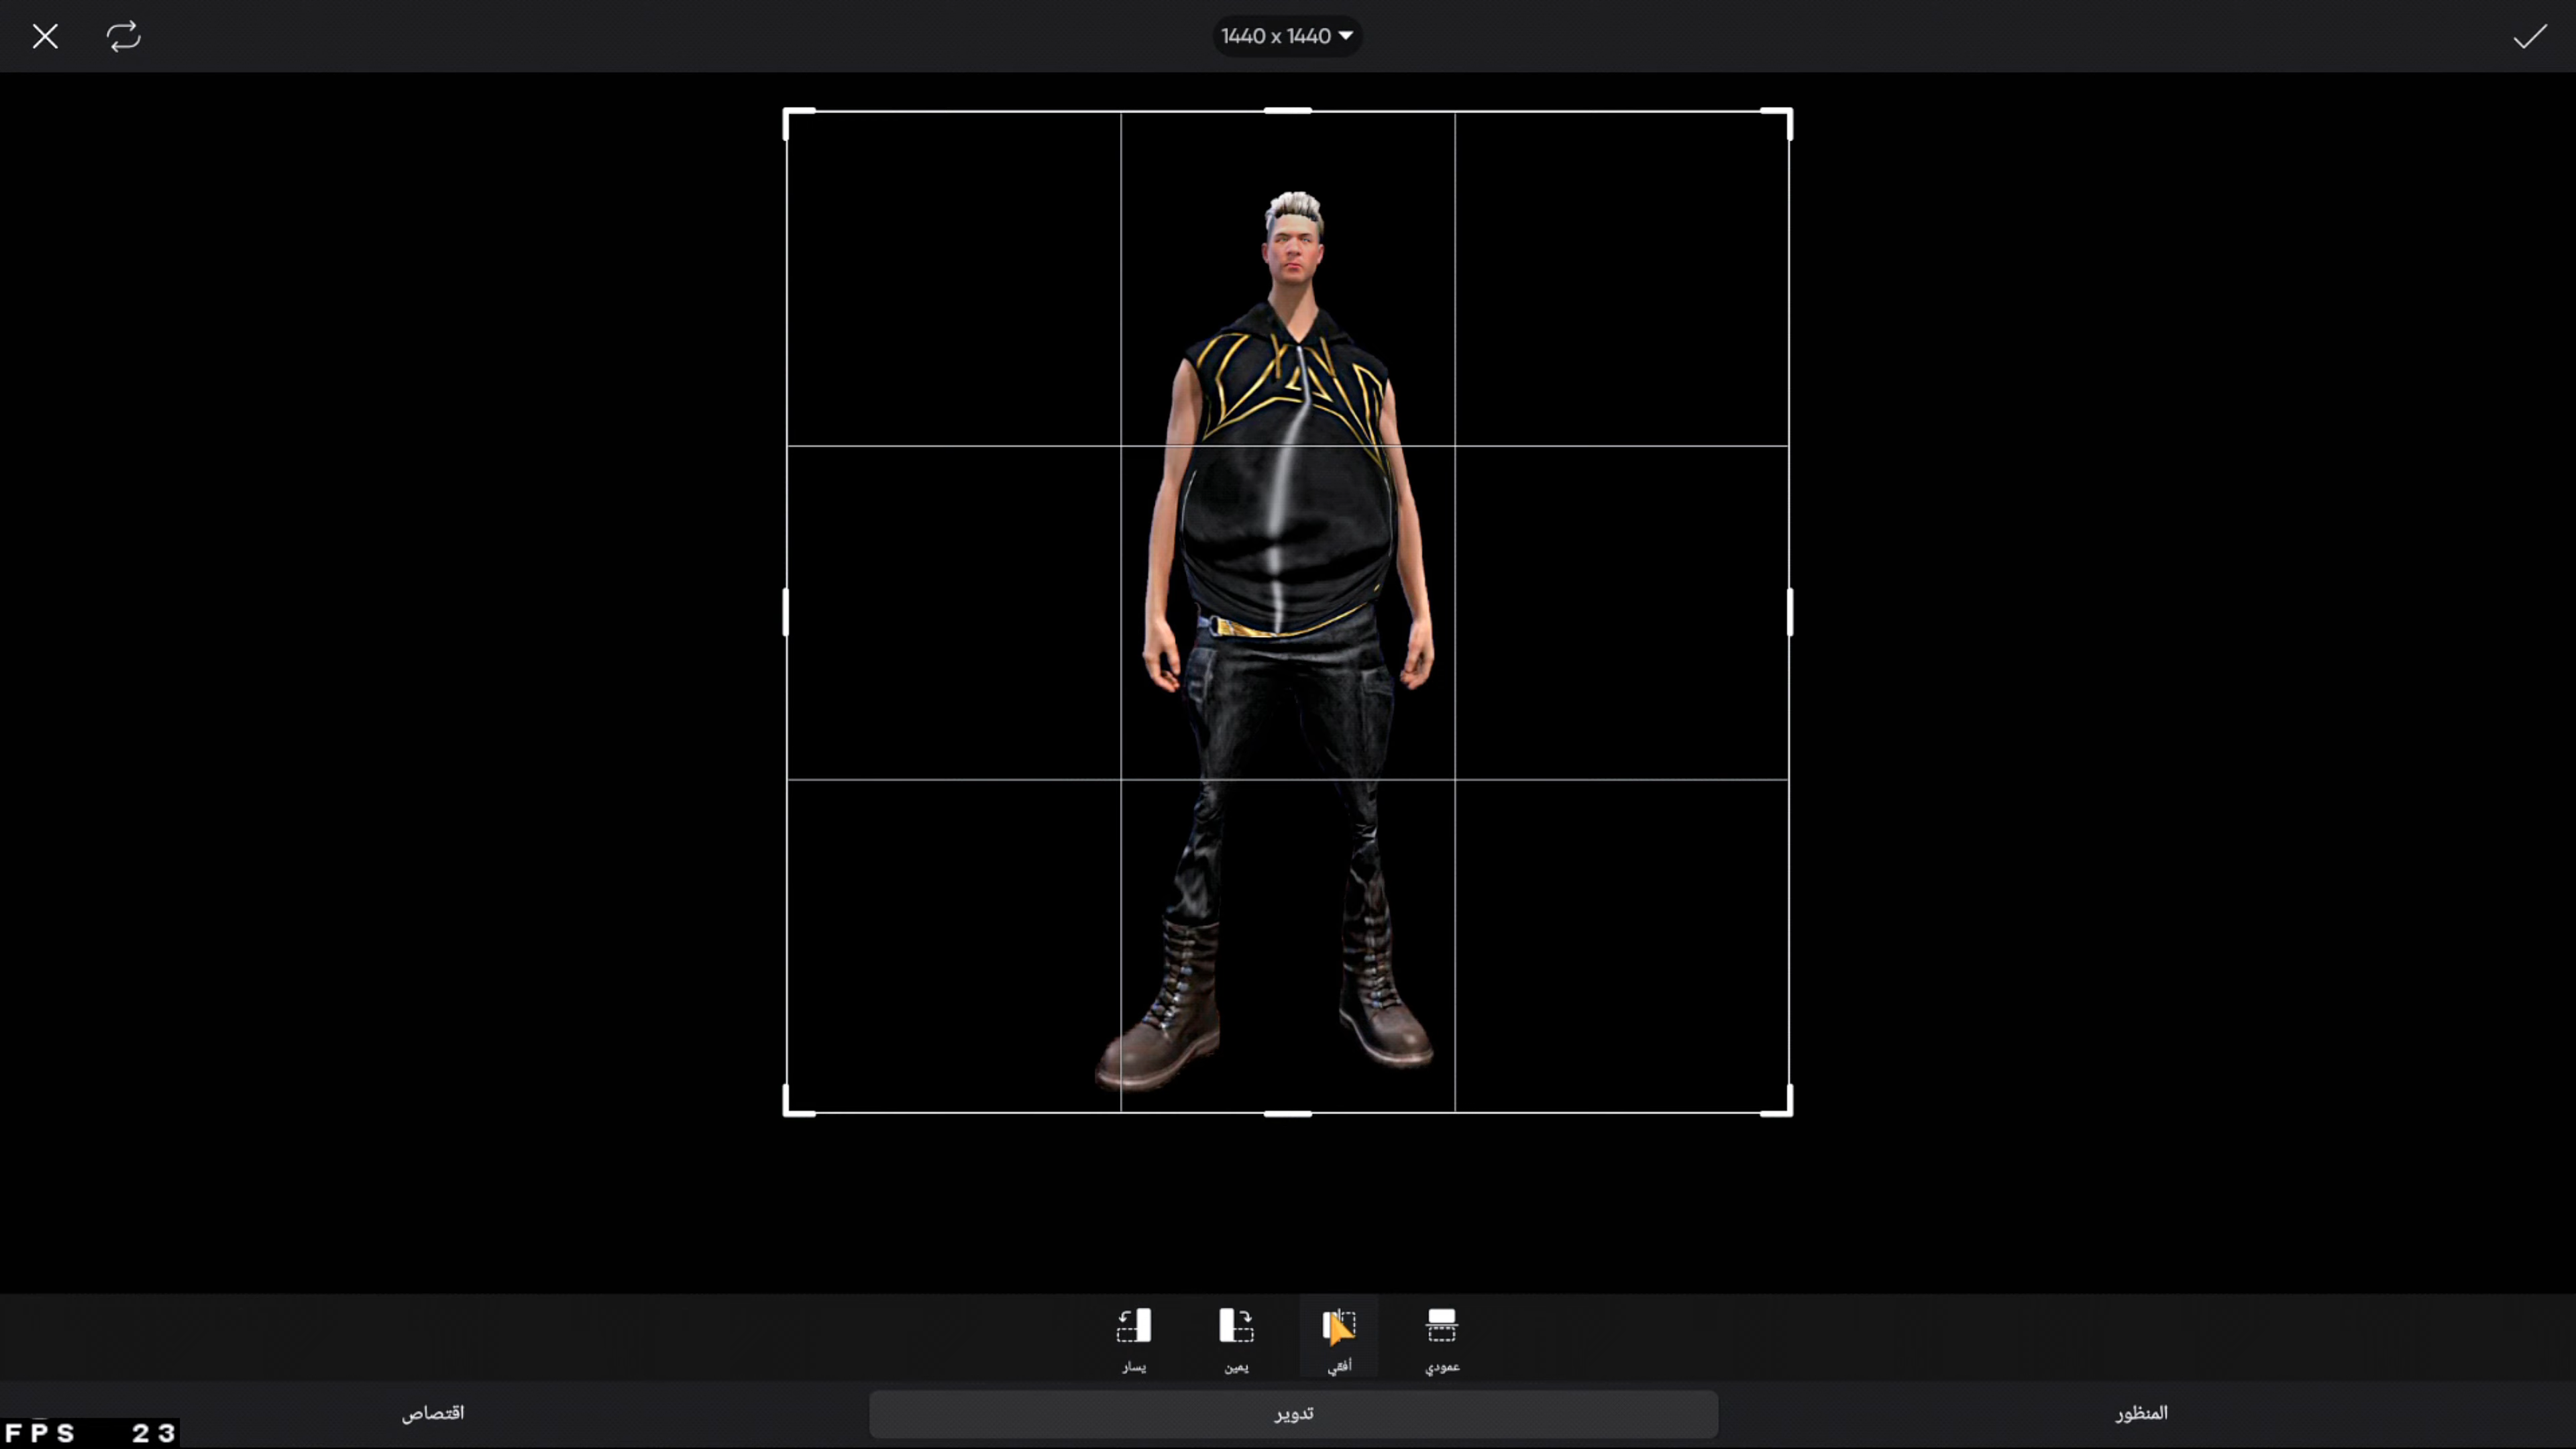 1440 x 1440
يسار
يمين
أفقي
عمودي
اقتصاص
تدوير
المنظور
FPS 23